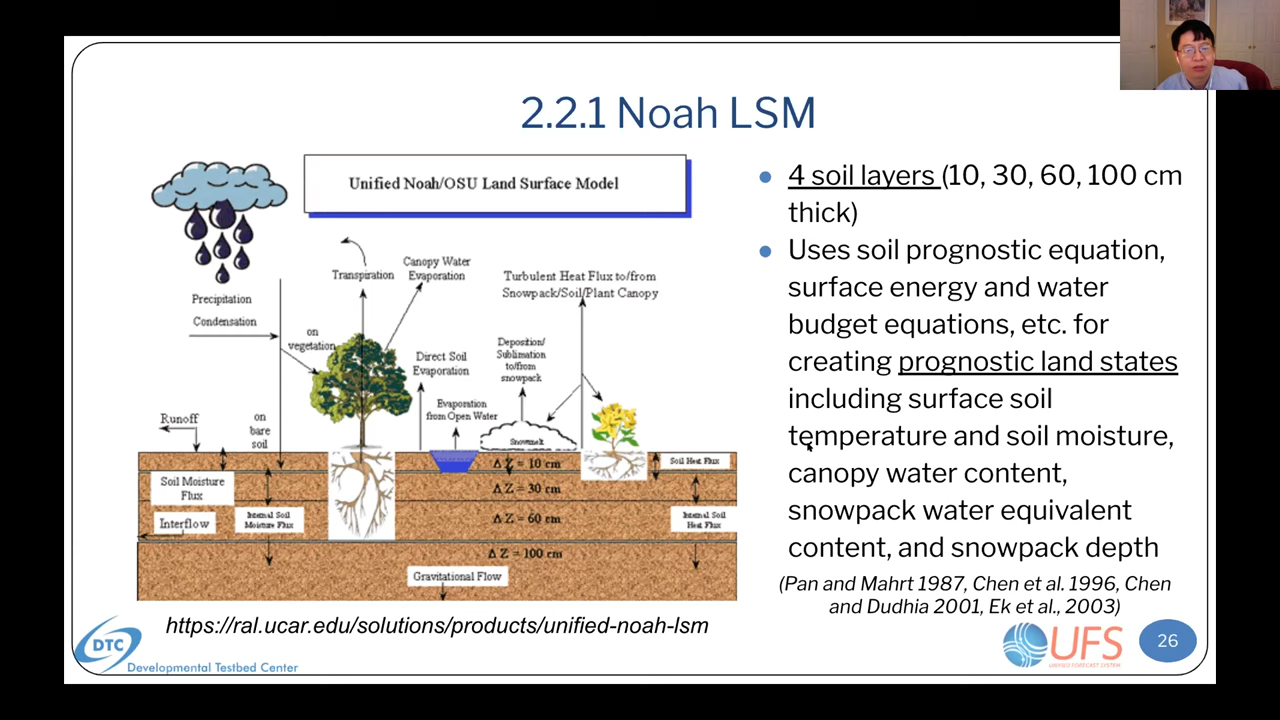 2.2.1 Noah LSM
Unified Noah/OSU Land Surface Model
Precipitation
Condensation
on
vegetation
Transpiration
Canopy Water
Evaporation
Turbulent Heat Flux to/from
Snowpack/Soil/Plant Canopy
Direct Soil
Evaporation
Deposition/
Sublimation
to/from
snowpack
Evaporation
from Open Water
Runoff
on
bare
soil
Snowmelt
Δ Z = 10 cm
Soil Heat Flux
Soil Moisture
Flux
Δ Z = 30 cm
Interflow
Internal Soil
Moisture Flux
Δ Z = 60 cm
Internal Soil
Heat Flux
Δ Z = 100 cm
Gravitational Flow
https://ral.ucar.edu/solutions/products/unified-noah-lsm
4 soil layers (10, 30, 60, 100 cm
thick)
Uses soil prognostic equation,
surface energy and water
budget equations, etc. for
creating prognostic land states
including surface soil
temperature and soil moisture,
canopy water content,
snowpack water equivalent
content, and snowpack depth
(Pan and Mahrt 1987, Chen et al. 1996, Chen
and Dudhia 2001, Ek et al., 2003)
DTC
Developmental Testbed Center
UFS
UNIFIED FORECAST SYSTEM
26